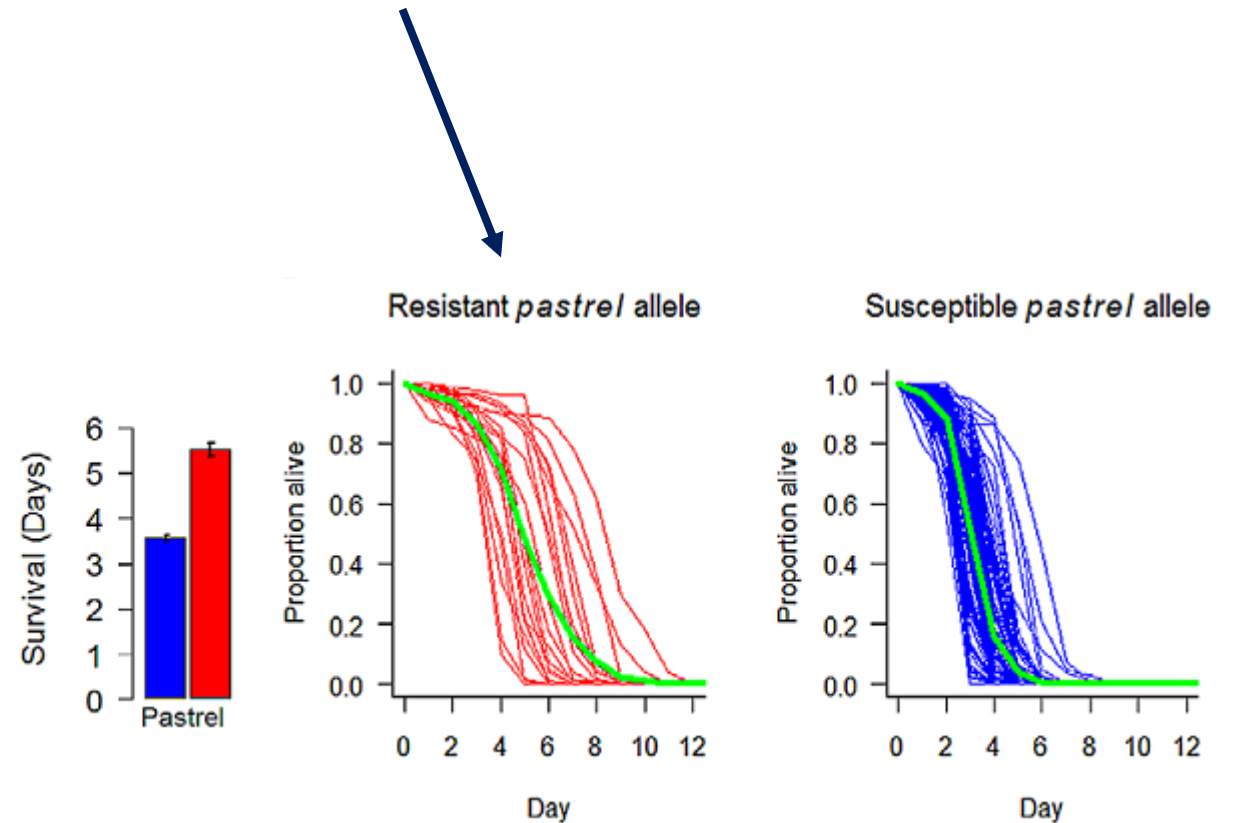 Resistant pastrel allele
Susceptible pastrel allele
Survival (Days)
6
5
4
3
2
1
0
Pastrel
Proportion alive
1.0
0.8
0.6
0.4
0.2
0.0
0 2 4 6 8 10 12
Day
Proportion alive
1.0
0.8
0.6
0.4
0.2
0.0
0 2 4 6 8 10 12
Day